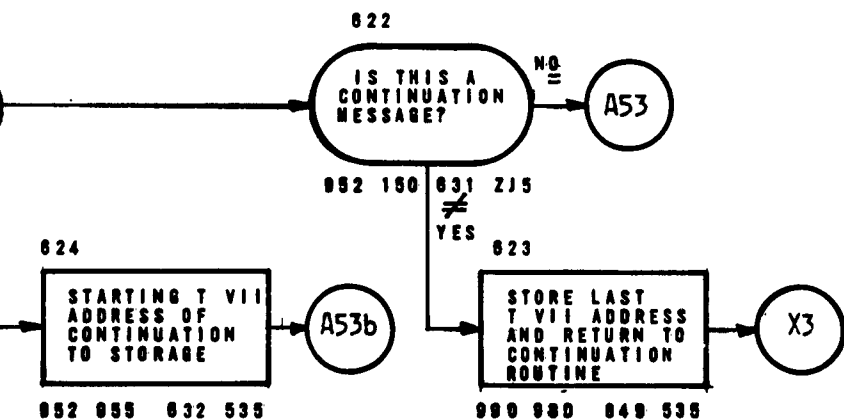 622
IS THIS A
CONTINUATION
MESSAGE?
NO
=
A53
952 150 631 ZJ5
≠
YES
624
STARTING T VII
ADDRESS OF
CONTINUATION
TO STORAGE
A53b
952 955 632 535
623
STORE LAST
T VII ADDRESS
AND RETURN TO
CONTINUATION
ROUTINE
X3
990 980 849 535